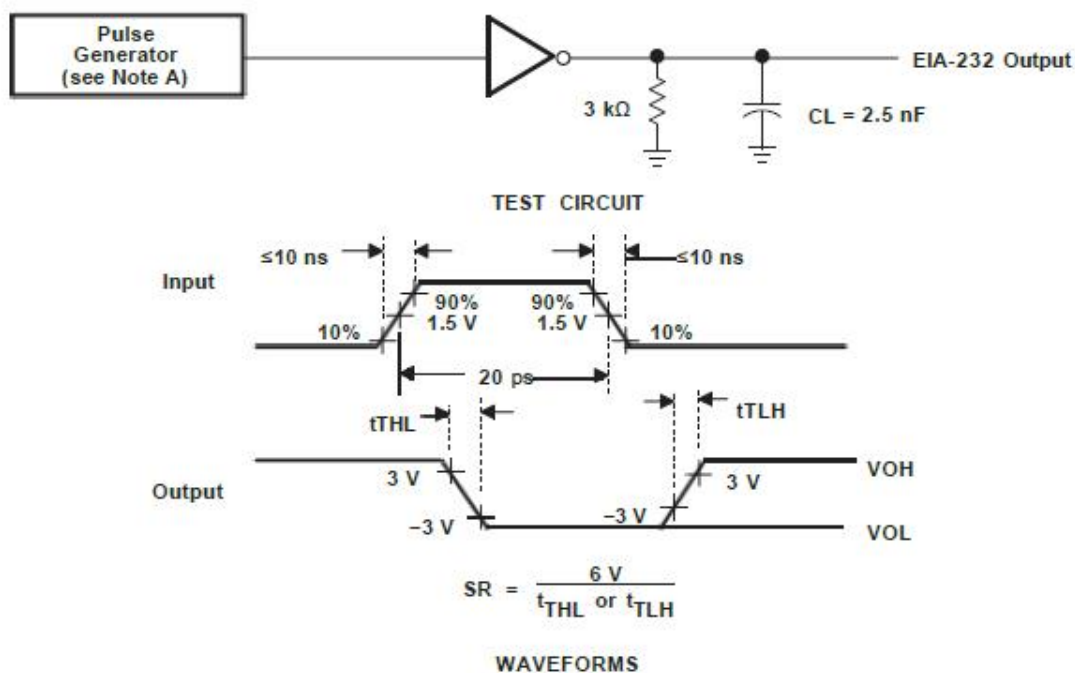 Pulse
Generator
(see Note A)
EIA-232 Output
3 kΩ
CL = 2.5 nF
TEST CIRCUIT
≤10 ns
≤10 ns
Input
90%
90%
1.5 V
1.5 V
10%
10%
20 ps
tTHL
tTLH
VOH
3 V
3 V
Output
–3 V
–3 V
VOL
SR = 6 V
tTHL or tTLH
WAVEFORMS